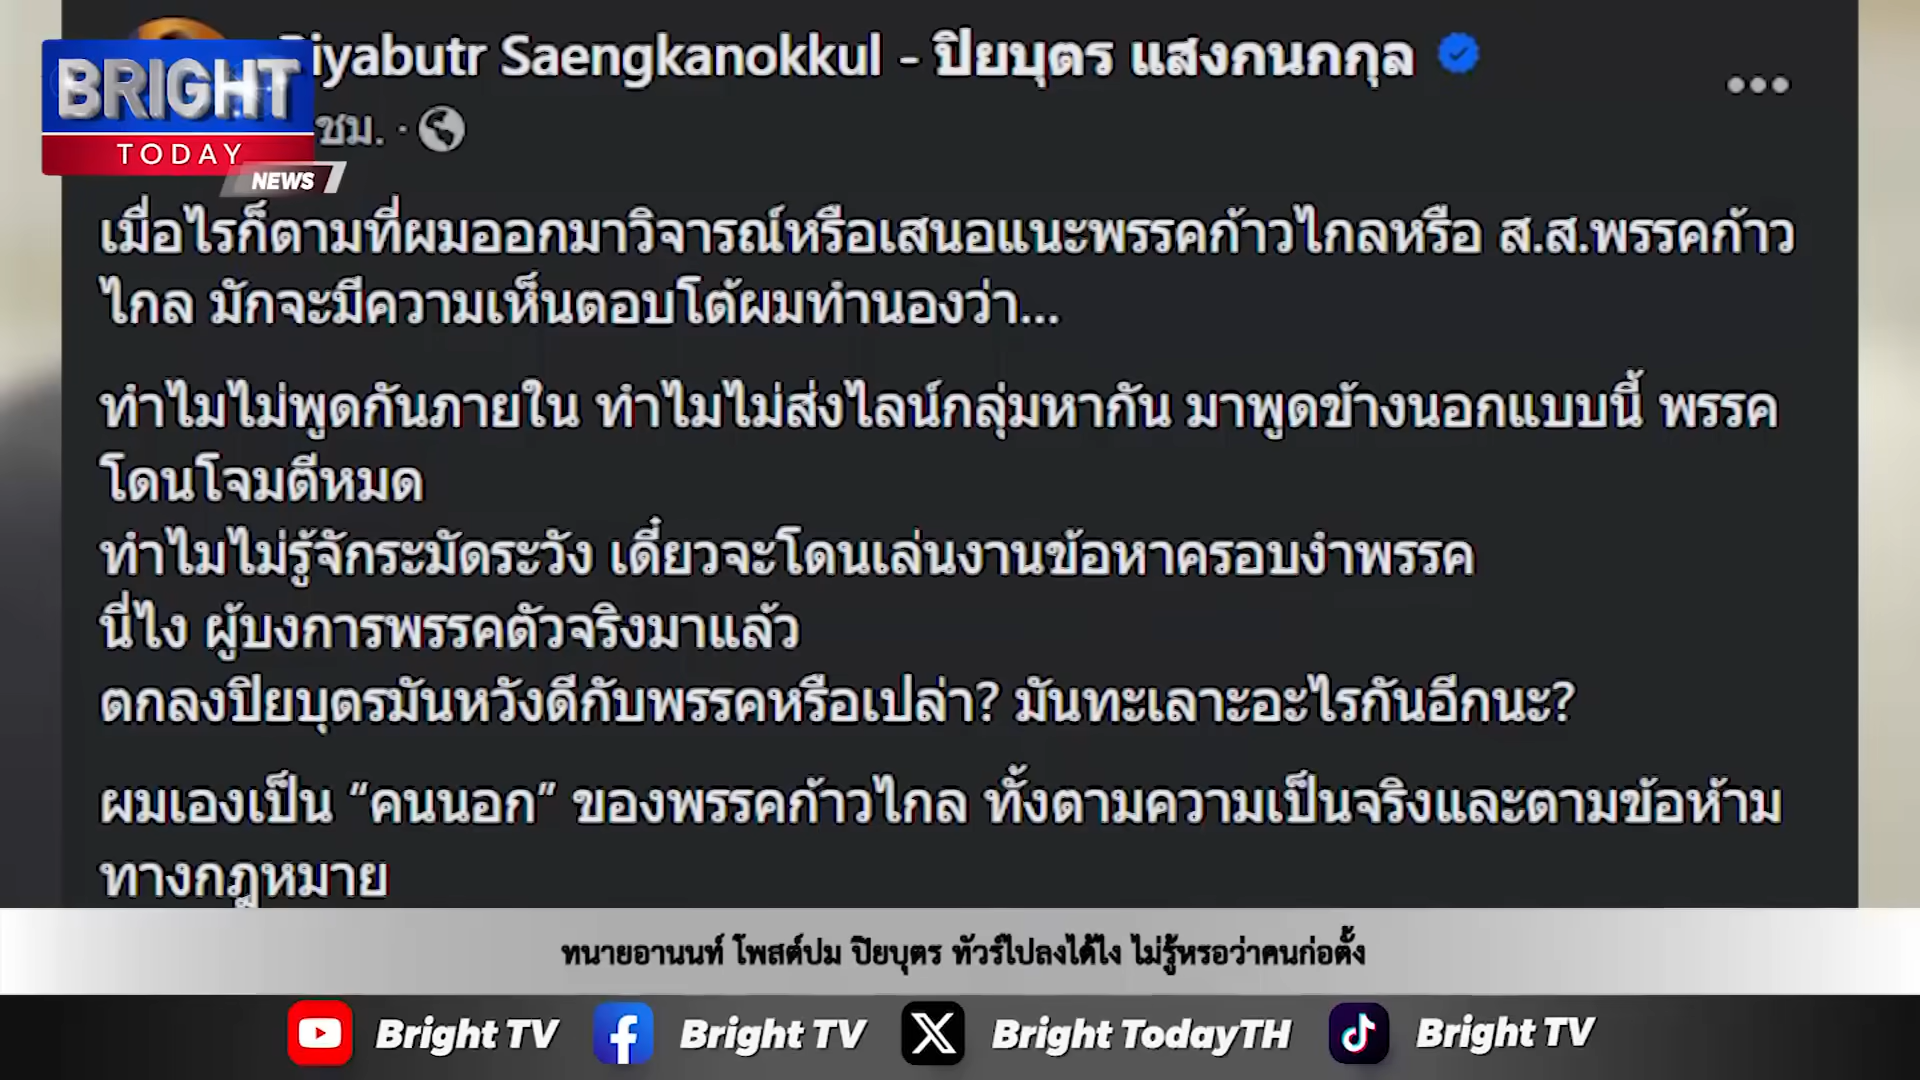 BRIGHT
TODAY
NEWS
Piyabutr Saengkanokkul - ปิยบุตร แสงกนกกุล
ชม. ·
เมื่อไรก็ตามที่ผมออกมาวิจารณ์หรือเสนอแนะพรรคก้าวไกลหรือ ส.ส.พรรคก้าว
ไกล มักจะมีความเห็นตอบโต้ผมทำนองว่า...
ทำไมไม่พูดกันภายใน ทำไมไม่ส่งไลน์กลุ่มหากัน มาพูดข้างนอกแบบนี้ พรรค
โดนโจมตีหมด
ทำไมไม่รู้จักระมัดระวัง เดี๋ยวจะโดนเล่นงานข้อหาครอบงำพรรค
นี่ไง ผู้บงการพรรคตัวจริงมาแล้ว
ตกลงปิยบุตรมันหวังดีกับพรรคหรือเปล่า? มันทะเลาะอะไรกันอีกนะ?
ผมเองเป็น “คนนอก” ของพรรคก้าวไกล ทั้งตามความเป็นจริงและตามข้อห้าม
ทางกฎหมาย
ทนายอานนท์ โพสต์ปม ปิยบุตร ทัวร์ไปลงได้ไง ไม่รู้หรอว่าคนก่อตั้ง
Bright TV Bright TV Bright TodayTH Bright TV